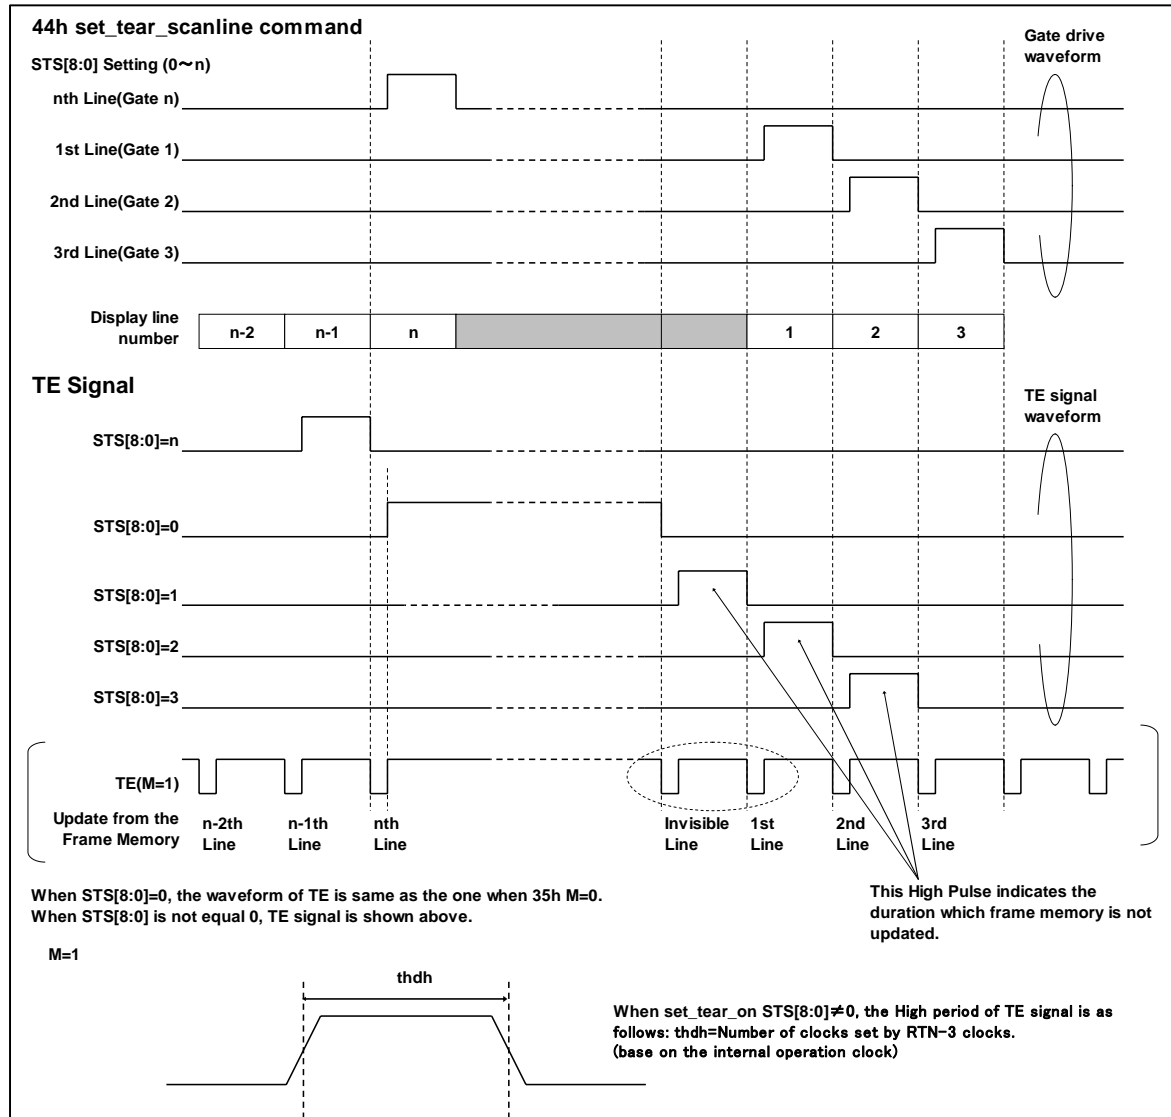 44h set_tear_scanline command
Gate drive
waveform
STS[8:0] Setting (0～n)
nth Line(Gate n)
1st Line(Gate 1)
2nd Line(Gate 2)
3rd Line(Gate 3)
Display line
number
n-2 n-1 n 1 2 3
TE Signal
TE signal
waveform
STS[8:0]=n
STS[8:0]=0
STS[8:0]=1
STS[8:0]=2
STS[8:0]=3
TE(M=1)
Update from the
Frame Memory
n-2th
Line
n-1th
Line
nth
Line
Invisible
Line
1st
Line
2nd
Line
3rd
Line
When STS[8:0]=0, the waveform of TE is same as the one when 35h M=0.
When STS[8:0] is not equal 0, TE signal is shown above.
This High Pulse indicates the
duration which frame memory is not
updated.
M=1
thdh
When set_tear_on STS[8:0]≠0, the High period of TE signal is as
follows: thdh=Number of clocks set by RTN-3 clocks.
(base on the internal operation clock)